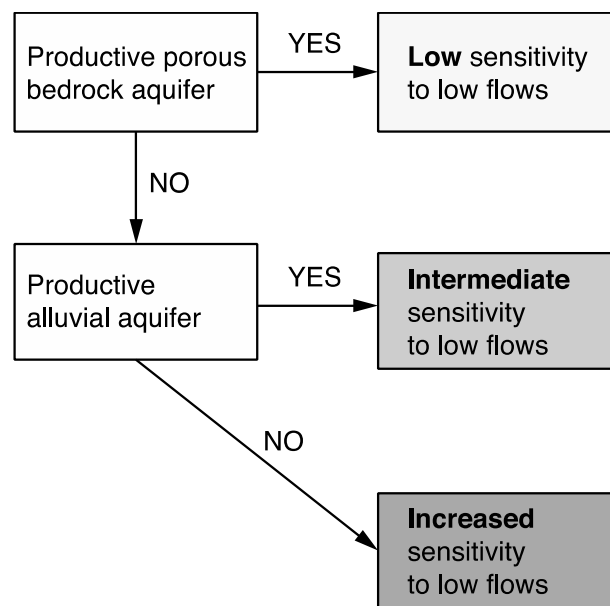 Productive porous
bedrock aquifer
YES
Low sensitivity
to low flows
NO
Productive
alluvial aquifer
YES
Intermediate
sensitivity
to low flows
NO
Increased
sensitivity
to low flows